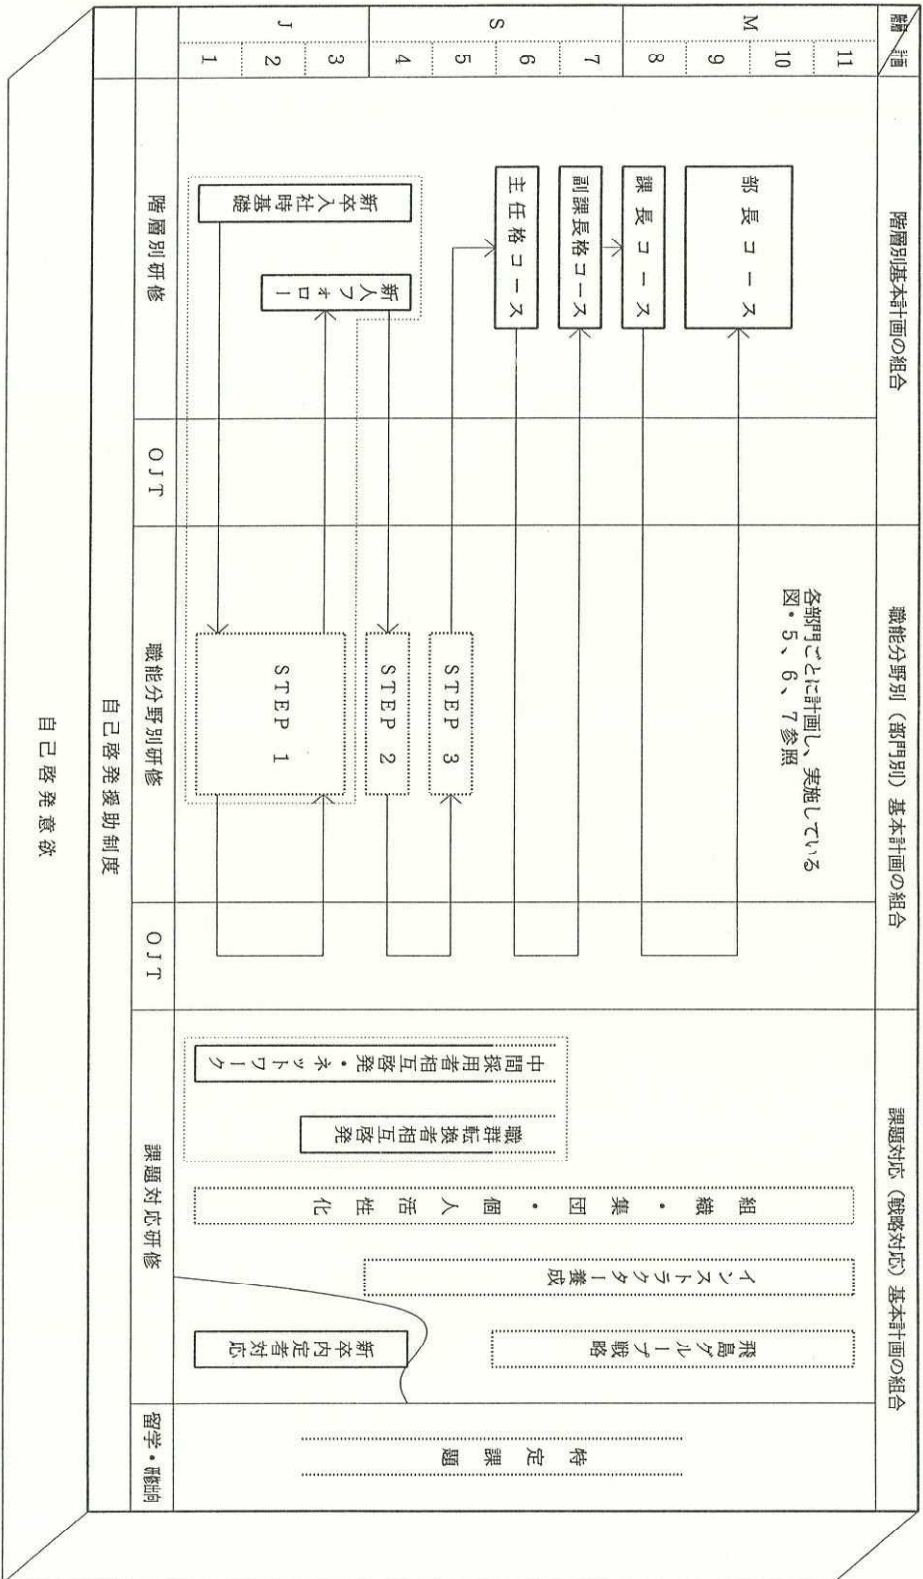 階層別基本計画の組合
職能分野別(部門別)基本計画の組合
課題対応(戦略対応)基本計画の組合
M
11
10
9
8
S
7
6
5
4
J
3
2
1
部長コース
課長コース
副課長格コース
主任格コース
新人フォロー
新卒入社時基礎
各部門ごとに計画し、実施している
図・5、6、7参照
STEP 3
STEP 2
STEP 1
中間採用者相互啓発・ネットワーク
職群転換者相互啓発
組織・集団・個人活性化
インストラクター養成
飛島グループ戦略
新卒内定者対応
特定課題
階層別研修
OJT
職能分野別研修
OJT
課題対応研修
留学・
自己啓発援助制度
自己啓発意欲